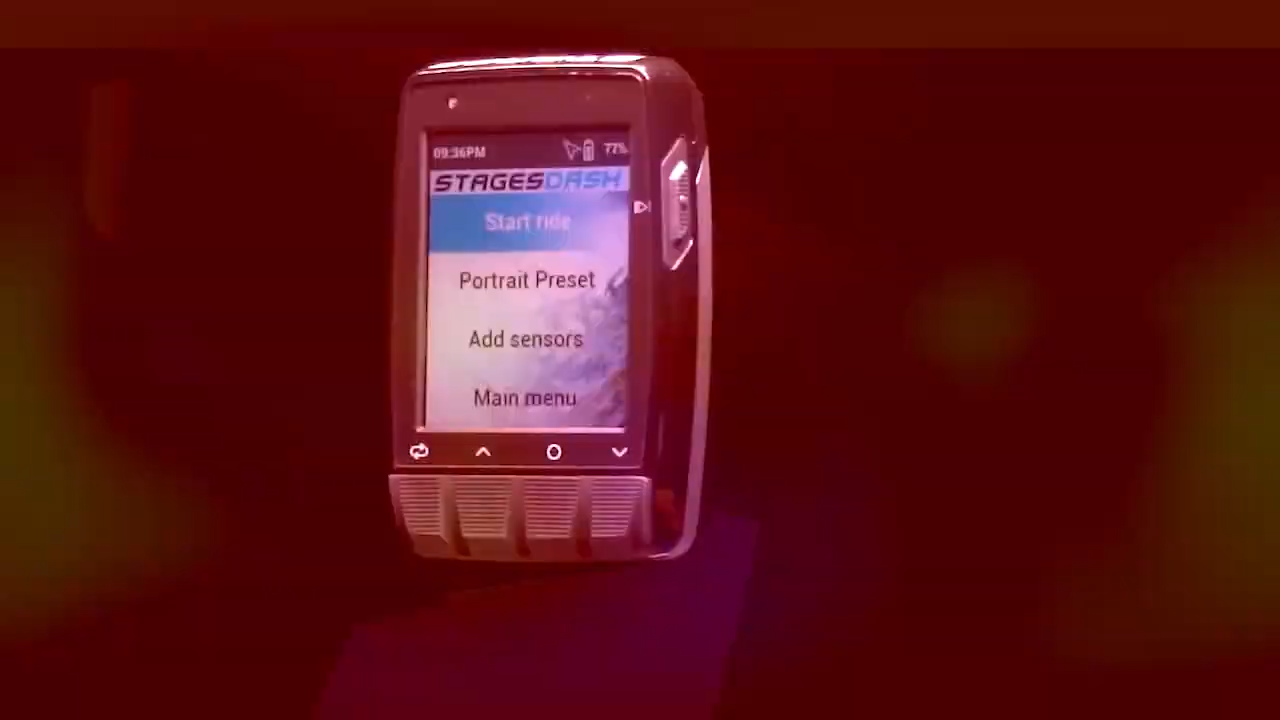 09:36PM 77%
STAGESDASH
Start ride
Portrait Preset
Add sensors
Main menu